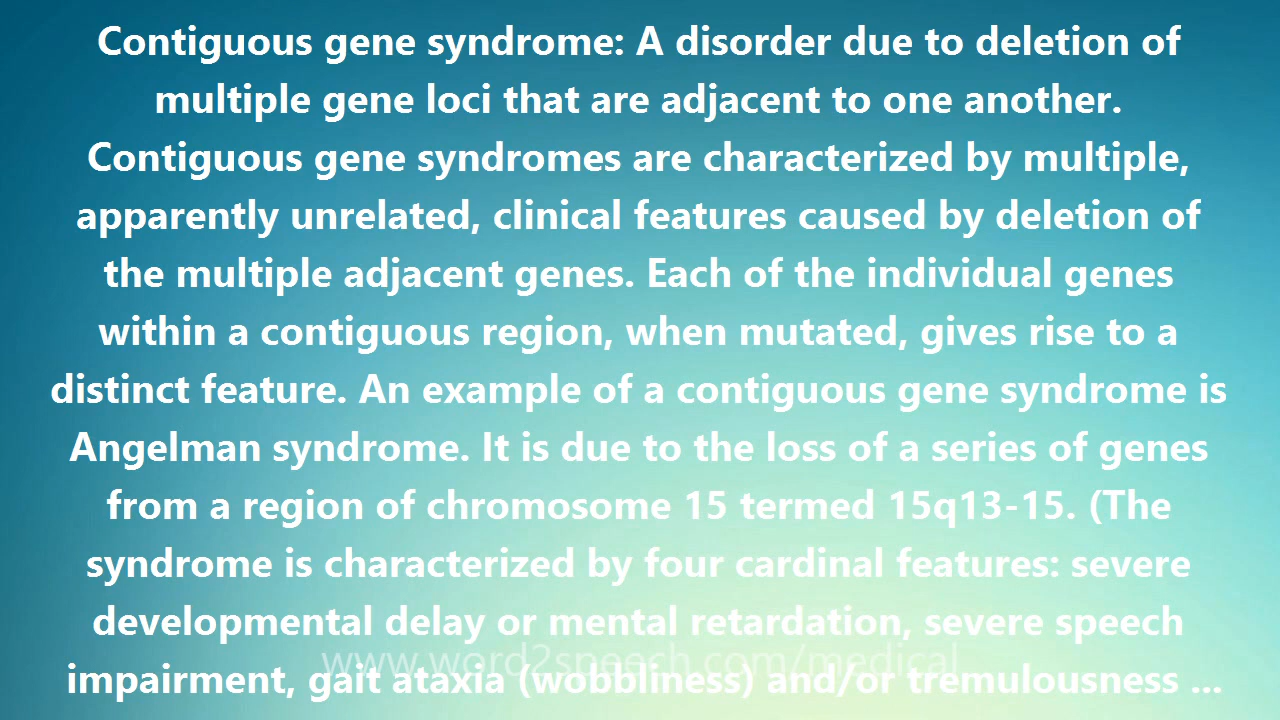 Contiguous gene syndrome: A disorder due to deletion of
multiple gene loci that are adjacent to one another.
Contiguous gene syndromes are characterized by multiple,
apparently unrelated, clinical features caused by deletion of
the multiple adjacent genes. Each of the individual genes
within a contiguous region, when mutated, gives rise to a
distinct feature. An example of a contiguous gene syndrome is
Angelman syndrome. It is due to the loss of a series of genes
from a region of chromosome 15 termed 15q13-15. (The
syndrome is characterized by four cardinal features: severe
developmental delay or mental retardation, severe speech
www.word2speech.com/medical
impairment, gait ataxia (wobbliness) and/or tremulousness ...